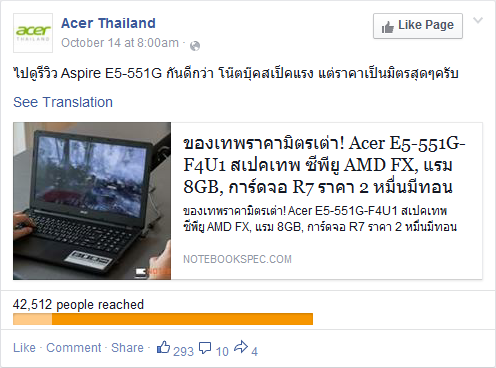 acer
THAILAND
Acer Thailand
October 14 at 8:00am ·
Like Page
ไปดูรีวิว Aspire E5-551G กันดีกว่า โน๊ตบุ๊คสเป็คแรง แต่ราคาเป็นมิตรสุดๆครับ
See Translation
ของเทพราคามิตรเต่า! Acer E5-551G-
F4U1 สเปคเทพ ซีพียู AMD FX, แรม
8GB, การ์ดจอ R7 ราคา 2 หมื่นมีทอน
ของเทพราคามิตรเต่า! Acer E5-551G-F4U1 สเปคเทพ
ซีพียู AMD FX, แรม 8GB, การ์ดจอ R7 ราคา 2 หมื่นมีทอน
NOTEBOOKSPEC.COM
42,512 people reached
Like · Comment · Share · 293 10 4